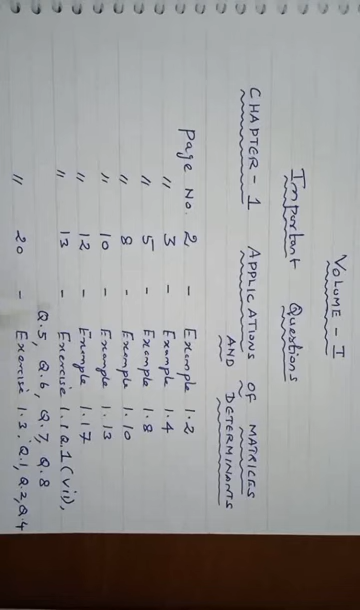 VOLUME - I
Important Questions
CHAPTER - 1 APPLICATIONS OF MATRICES
AND DETERMINANTS
Page No. 2 - Example 1.2
" 3 - Example 1.4
" 5 - Example 1.8
" 8 - Example 1.10
" 10 - Example 1.13
" 12 - Example 1.17
" 13 - Exercise 1.1 Q.1 (vii),
Q.5, Q.6, Q.7, Q.8
" 20 - Exercise 1.3. Q.1, Q.2, Q.4